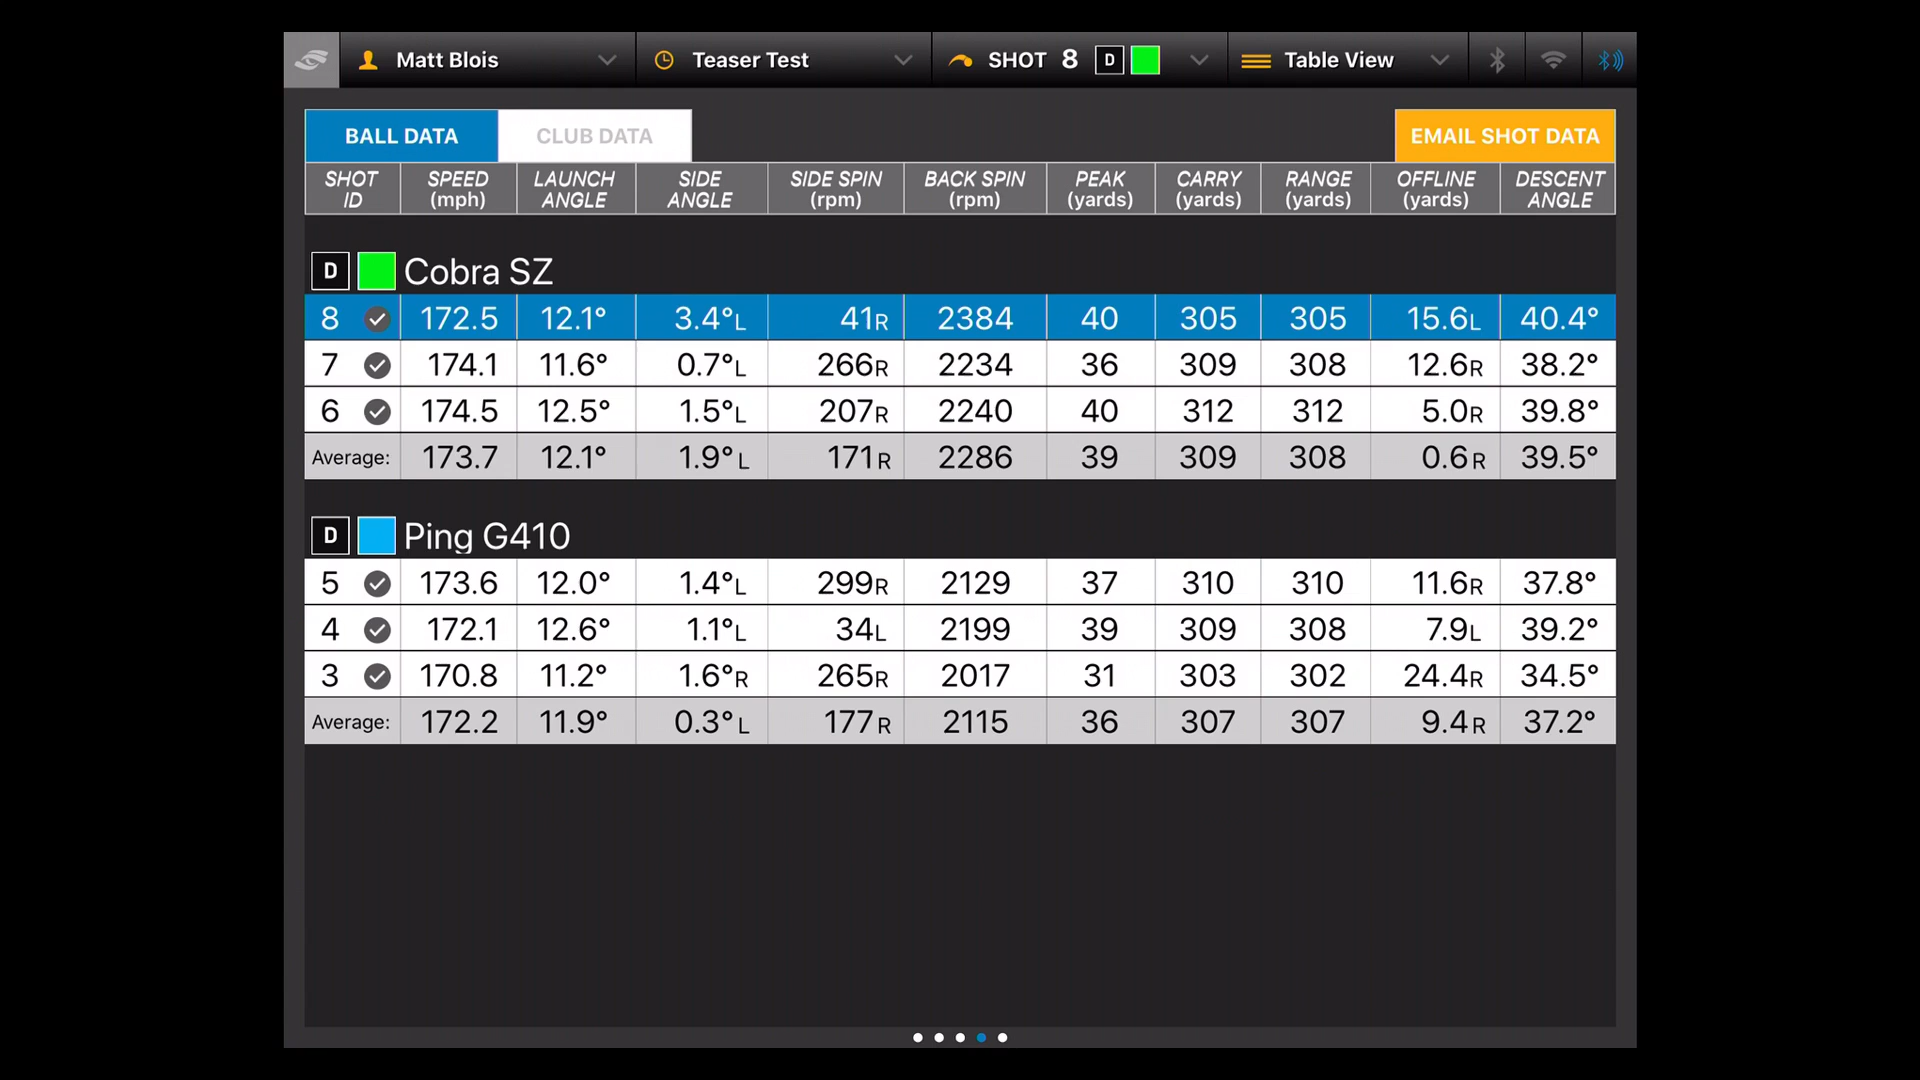 Matt Blois Teaser Test SHOT 8 D Table View
BALL DATA CLUB DATA EMAIL SHOT DATA
SHOT ID SPEED (mph) LAUNCH ANGLE SIDE ANGLE SIDE SPIN (rpm) BACK SPIN (rpm) PEAK (yards) CARRY (yards) RANGE (yards) OFFLINE (yards) DESCENT ANGLE
D Cobra SZ
8 172.5 12.1° 3.4°L 41R 2384 40 305 305 15.6L 40.4°
7 174.1 11.6° 0.7°L 266R 2234 36 309 308 12.6R 38.2°
6 174.5 12.5° 1.5°L 207R 2240 40 312 312 5.0R 39.8°
Average: 173.7 12.1° 1.9°L 171R 2286 39 309 308 0.6R 39.5°
D Ping G410
5 173.6 12.0° 1.4°L 299R 2129 37 310 310 11.6R 37.8°
4 172.1 12.6° 1.1°L 34L 2199 39 309 308 7.9L 39.2°
3 170.8 11.2° 1.6°R 265R 2017 31 303 302 24.4R 34.5°
Average: 172.2 11.9° 0.3°L 177R 2115 36 307 307 9.4R 37.2°